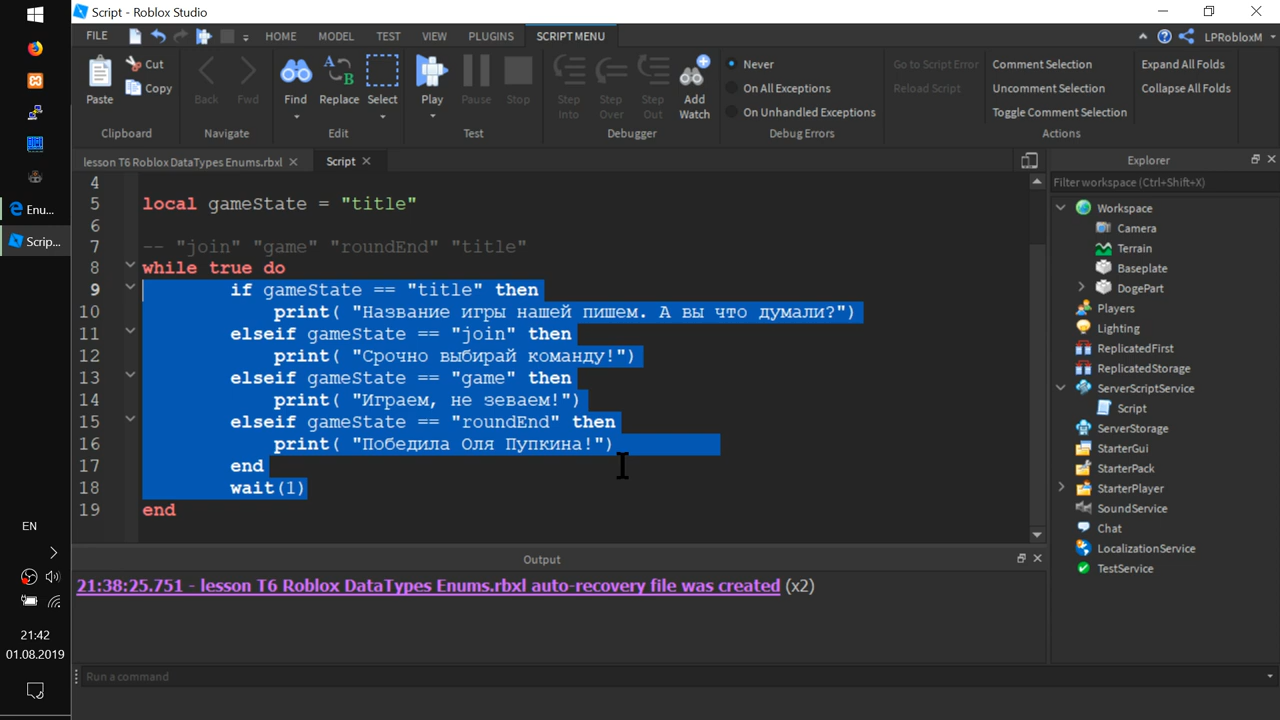 Script - Roblox Studio
FILE HOME MODEL TEST VIEW PLUGINS SCRIPT MENU LPRobloxM
Paste Cut Copy Back Fwd Find Replace Select Play Pause Stop Step Into Step Over Step Out Add Watch
Never
On All Exceptions
On Unhandled Exceptions
Go to Script Error
Reload Script
Comment Selection
Uncomment Selection
Toggle Comment Selection
Expand All Folds
Collapse All Folds
Clipboard Navigate Edit Test Debugger Debug Errors Actions
lesson T6 Roblox DataTypes Enums.rbxl Script
4
5 local gameState = "title"
6
7 -- "join" "game" "roundEnd" "title"
8 while true do
9 if gameState == "title" then
10 print( "Название игры нашей пишем. А вы что думали?")
11 elseif gameState == "join" then
12 print( "Срочно выбирай команду!")
13 elseif gameState == "game" then
14 print( "Играем, не зеваем!")
15 elseif gameState == "roundEnd" then
16 print( "Победила Оля Пупкина!")
17 end
18 wait(1)
19 end
Explorer
Filter workspace (Ctrl+Shift+X)
Workspace
Camera
Terrain
Baseplate
DogePart
Players
Lighting
ReplicatedFirst
ReplicatedStorage
ServerScriptService
Script
ServerStorage
StarterGui
StarterPack
StarterPlayer
SoundService
Chat
LocalizationService
TestService
Output
21:38:25.751 - lesson T6 Roblox DataTypes Enums.rbxl auto-recovery file was created (x2)
Run a command
Enu...
Scrip...
EN
21:42
01.08.2019